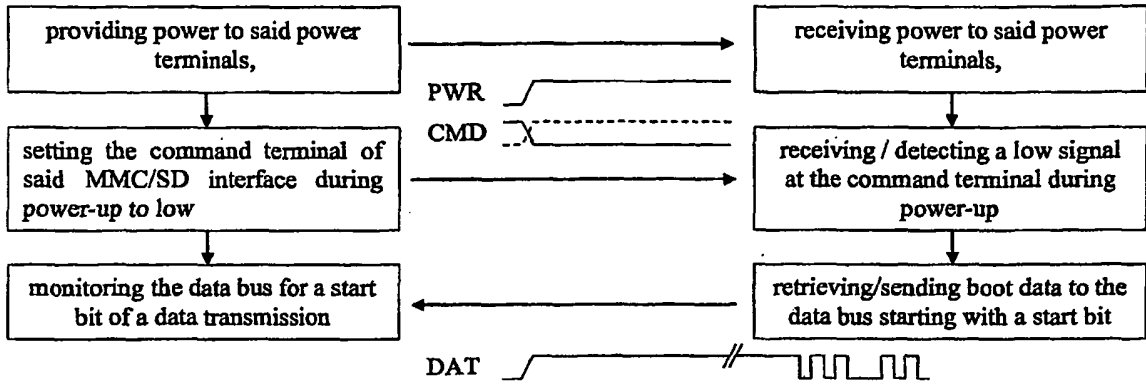 providing power to said power
terminals,
receiving power to said power
terminals,
PWR
CMD
setting the command terminal of
said MMC/SD interface during
power-up to low
receiving / detecting a low signal
at the command terminal during
power-up
monitoring the data bus for a start
bit of a data transmission
retrieving/sending boot data to the
data bus starting with a start bit
DAT